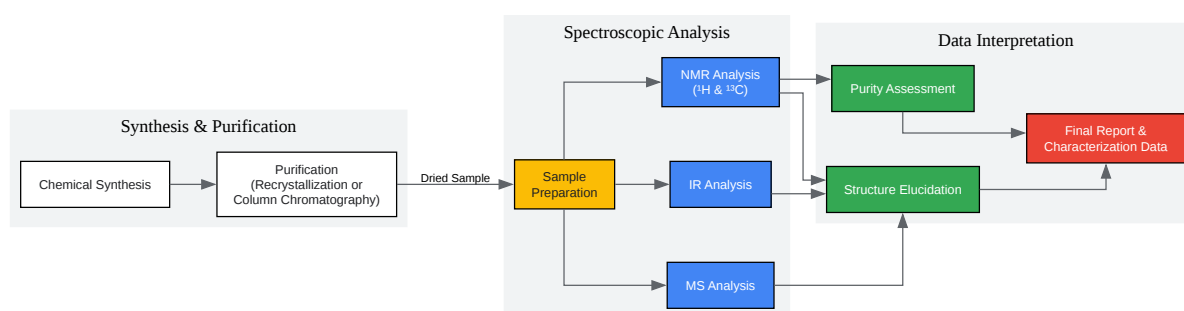 Synthesis & Purification
Chemical Synthesis
Purification
(Recrystallization or
Column Chromatography)
Dried Sample
Spectroscopic Analysis
Sample
Preparation
NMR Analysis
(¹H & ¹³C)
IR Analysis
MS Analysis
Data Interpretation
Purity Assessment
Structure Elucidation
Final Report &
Characterization Data